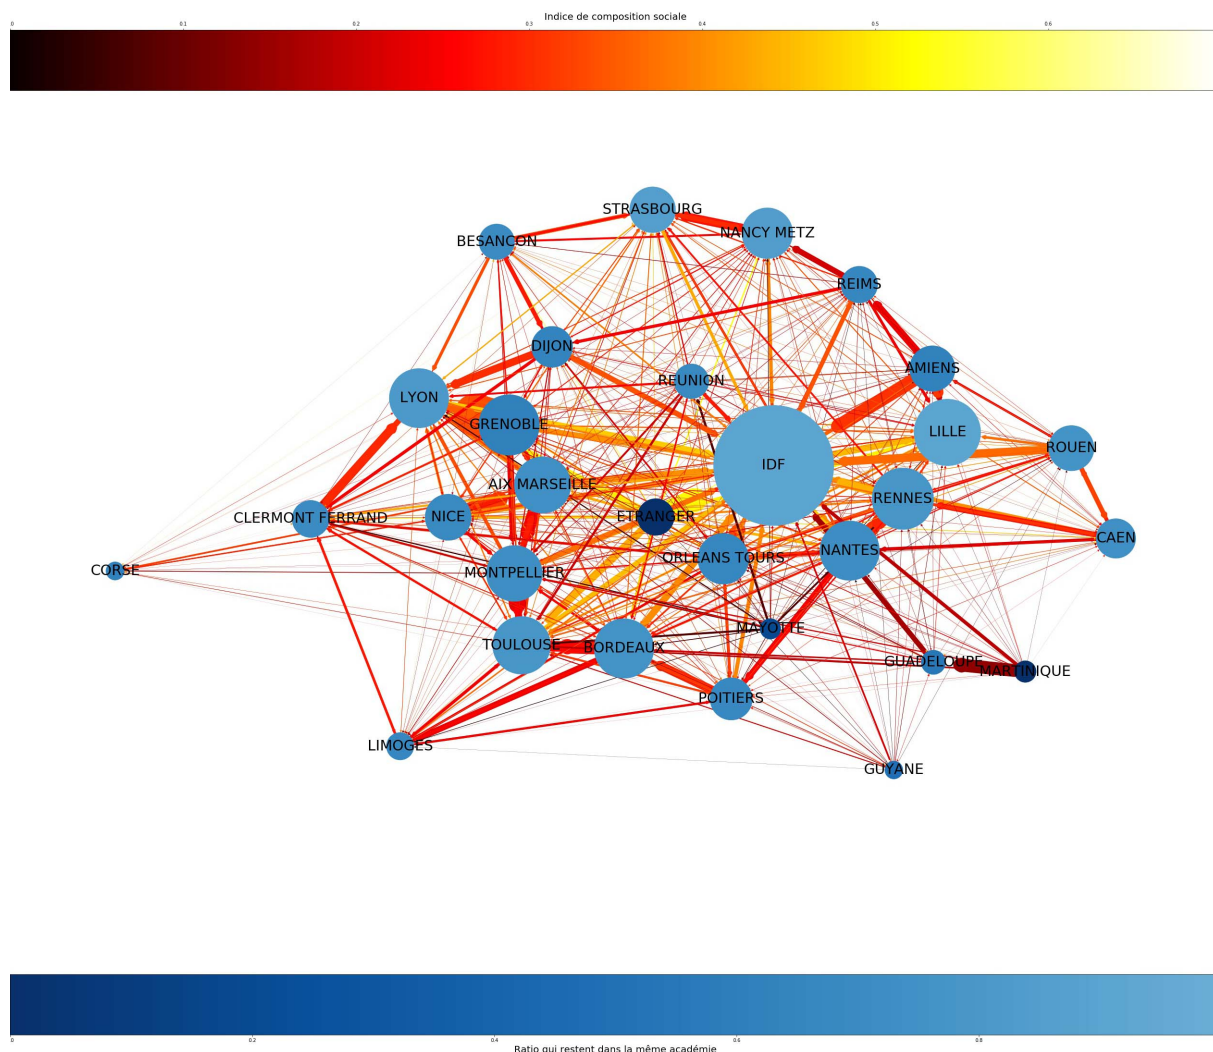 Indice de composition sociale
.0 0.1 0.2 0.3 0.4 0.5 0.6
STRASBOURG
NANCY METZ
BESANCON
REIMS
DIJON
AMIENS
REUNION
LYON
GRENOBLE
LILLE
ROUEN
IDF
AIX MARSEILLE
RENNES
CLERMONT FERRAND
NICE
ETRANGER
CAEN
NANTES
ORLEANS TOURS
CORSE
MONTPELLIER
MAYOTTE
TOULOUSE
BORDEAUX
GUADELOUPE
MARTINIQUE
POITIERS
LIMOGES
GUYANE
.0 0.2 0.4 0.6 0.8
Ratio qui restent dans la même académie